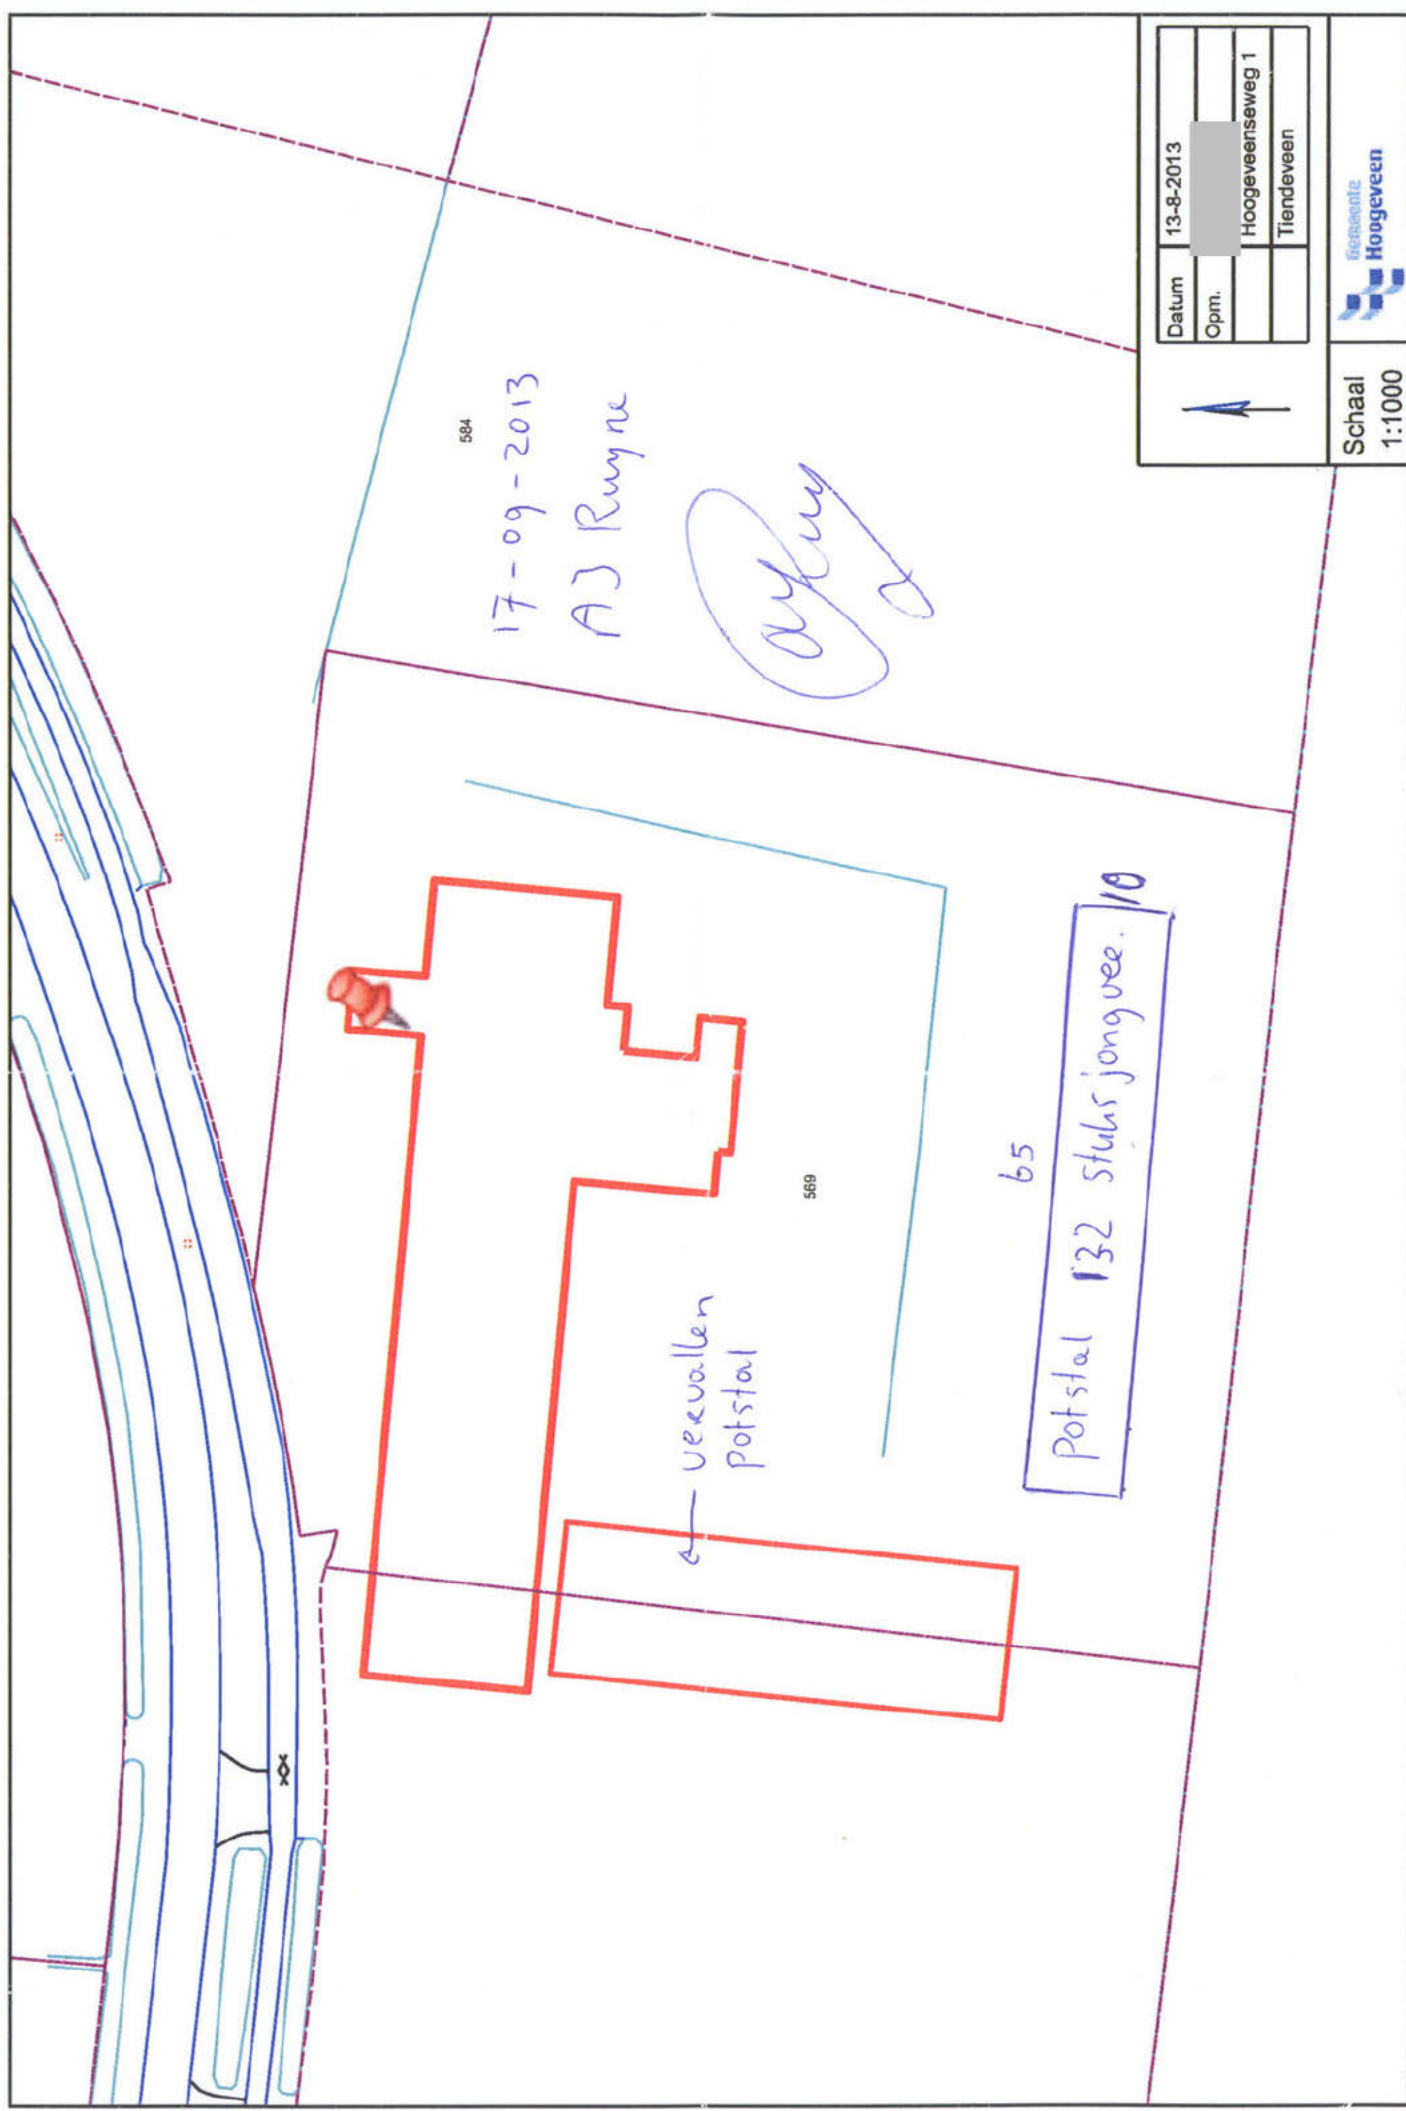 584
17-09-2013
AJ Ruyne
569
← vervallen
potstal
65
Potstal 132 stuks jongvee.
10
Datum 13-8-2013
Opm.
Hoogeveenseweg 1
Tiendeveen
Schaal
1:1000
Gemeente
Hoogeveen